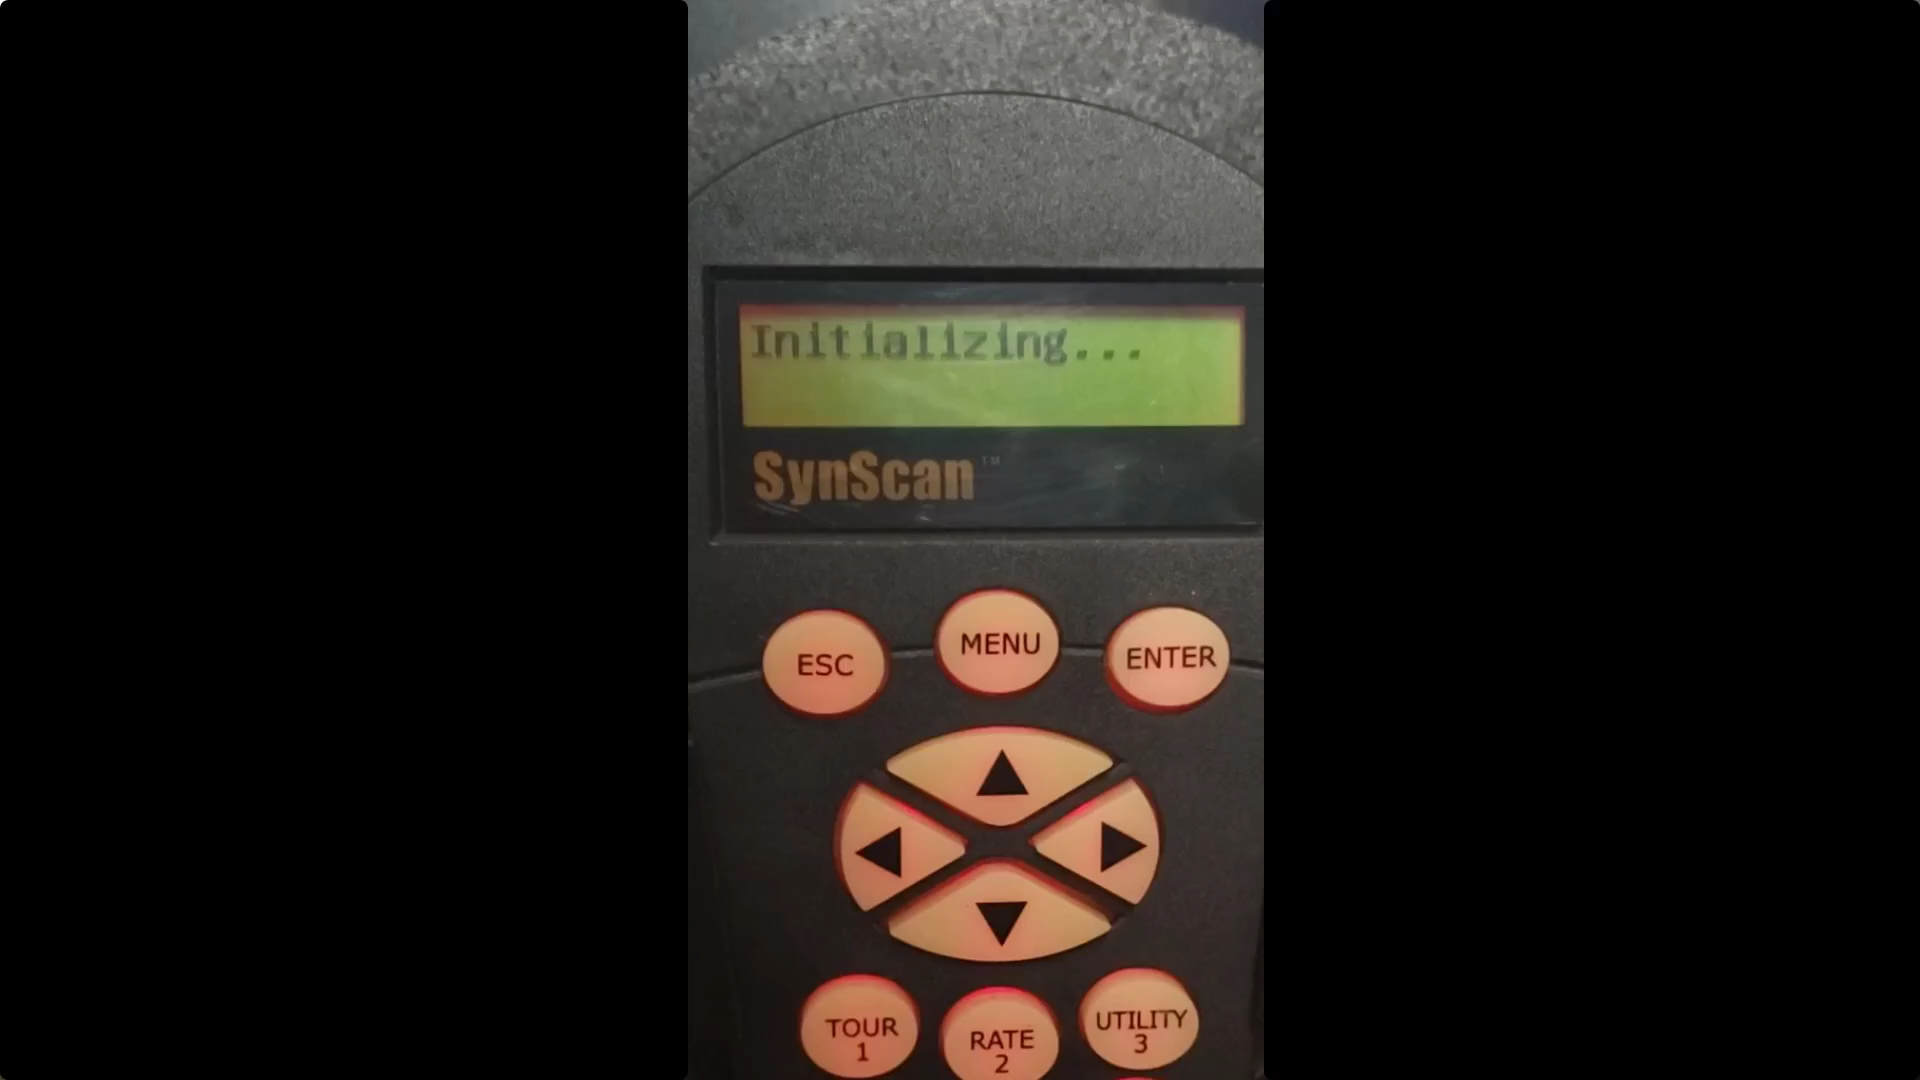 Initializing...
SynScan™
ESC
MENU
ENTER
TOUR
1
RATE
2
UTILITY
3